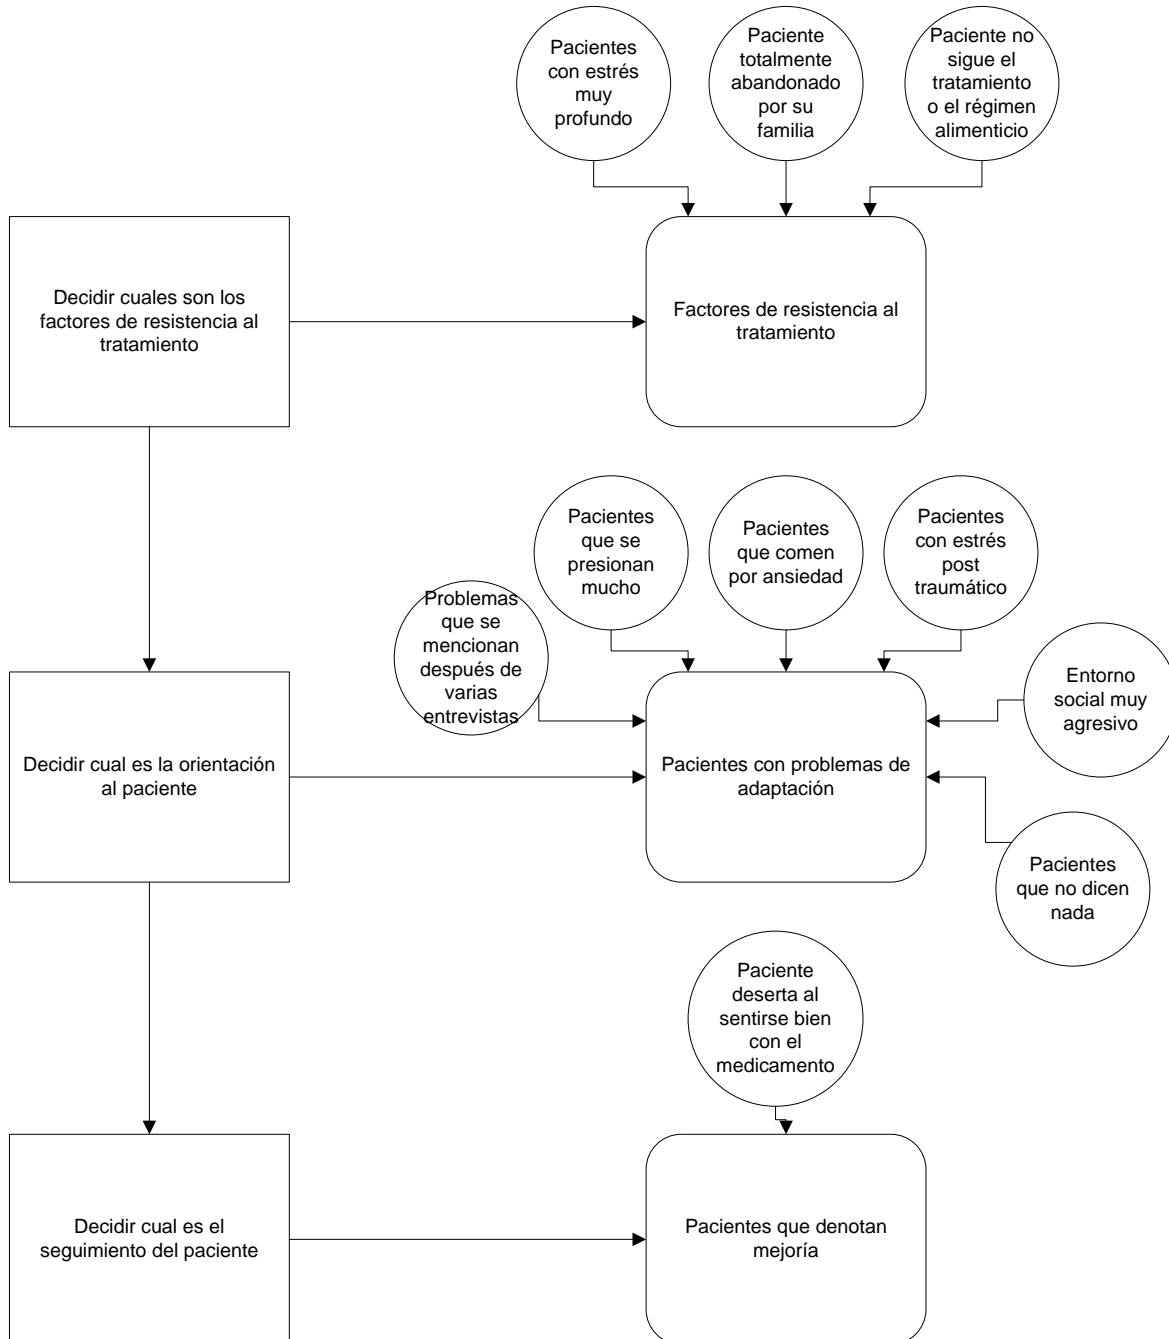 Pacientes
con estrés
muy
profundo
Paciente
totalmente
abandonado
por su
familia
Paciente no
sigue el
tratamiento
o el régimen
alimenticio
Decidir cuales son los
factores de resistencia al
tratamiento
Factores de resistencia al
tratamiento
Pacientes
que se
presionan
mucho
Pacientes
que comen
por ansiedad
Pacientes
con estrés
post
traumático
Problemas
que se
mencionan
después de
varias
entrevistas
Entorno
social muy
agresivo
Decidir cual es la orientación
al paciente
Pacientes con problemas de
adaptación
Pacientes
que no dicen
nada
Paciente
deserta al
sentirse bien
con el
medicamento
Decidir cual es el
seguimiento del paciente
Pacientes que denotan
mejoría